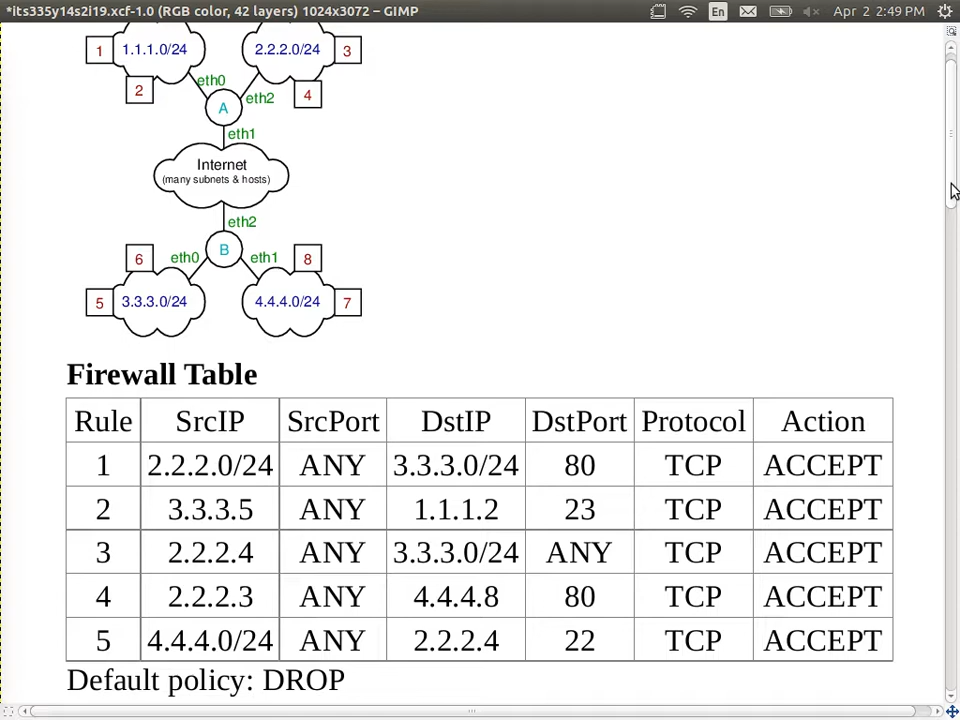 *its335y14s2i19.xcf-1.0 (RGB color, 42 layers) 1024x3072 – GIMP
En
Apr 2 2:49 PM
1 1.1.1.0/24 2.2.2.0/24 3
2 eth0 eth2 4
A
eth1
Internet
(many subnets & hosts)
eth2
B
6 eth0 eth1 8
5 3.3.3.0/24 4.4.4.0/24 7
Firewall Table
Rule SrcIP SrcPort DstIP DstPort Protocol Action
1 2.2.2.0/24 ANY 3.3.3.0/24 80 TCP ACCEPT
2 3.3.3.5 ANY 1.1.1.2 23 TCP ACCEPT
3 2.2.2.4 ANY 3.3.3.0/24 ANY TCP ACCEPT
4 2.2.2.3 ANY 4.4.4.8 80 TCP ACCEPT
5 4.4.4.0/24 ANY 2.2.2.4 22 TCP ACCEPT
Default policy: DROP